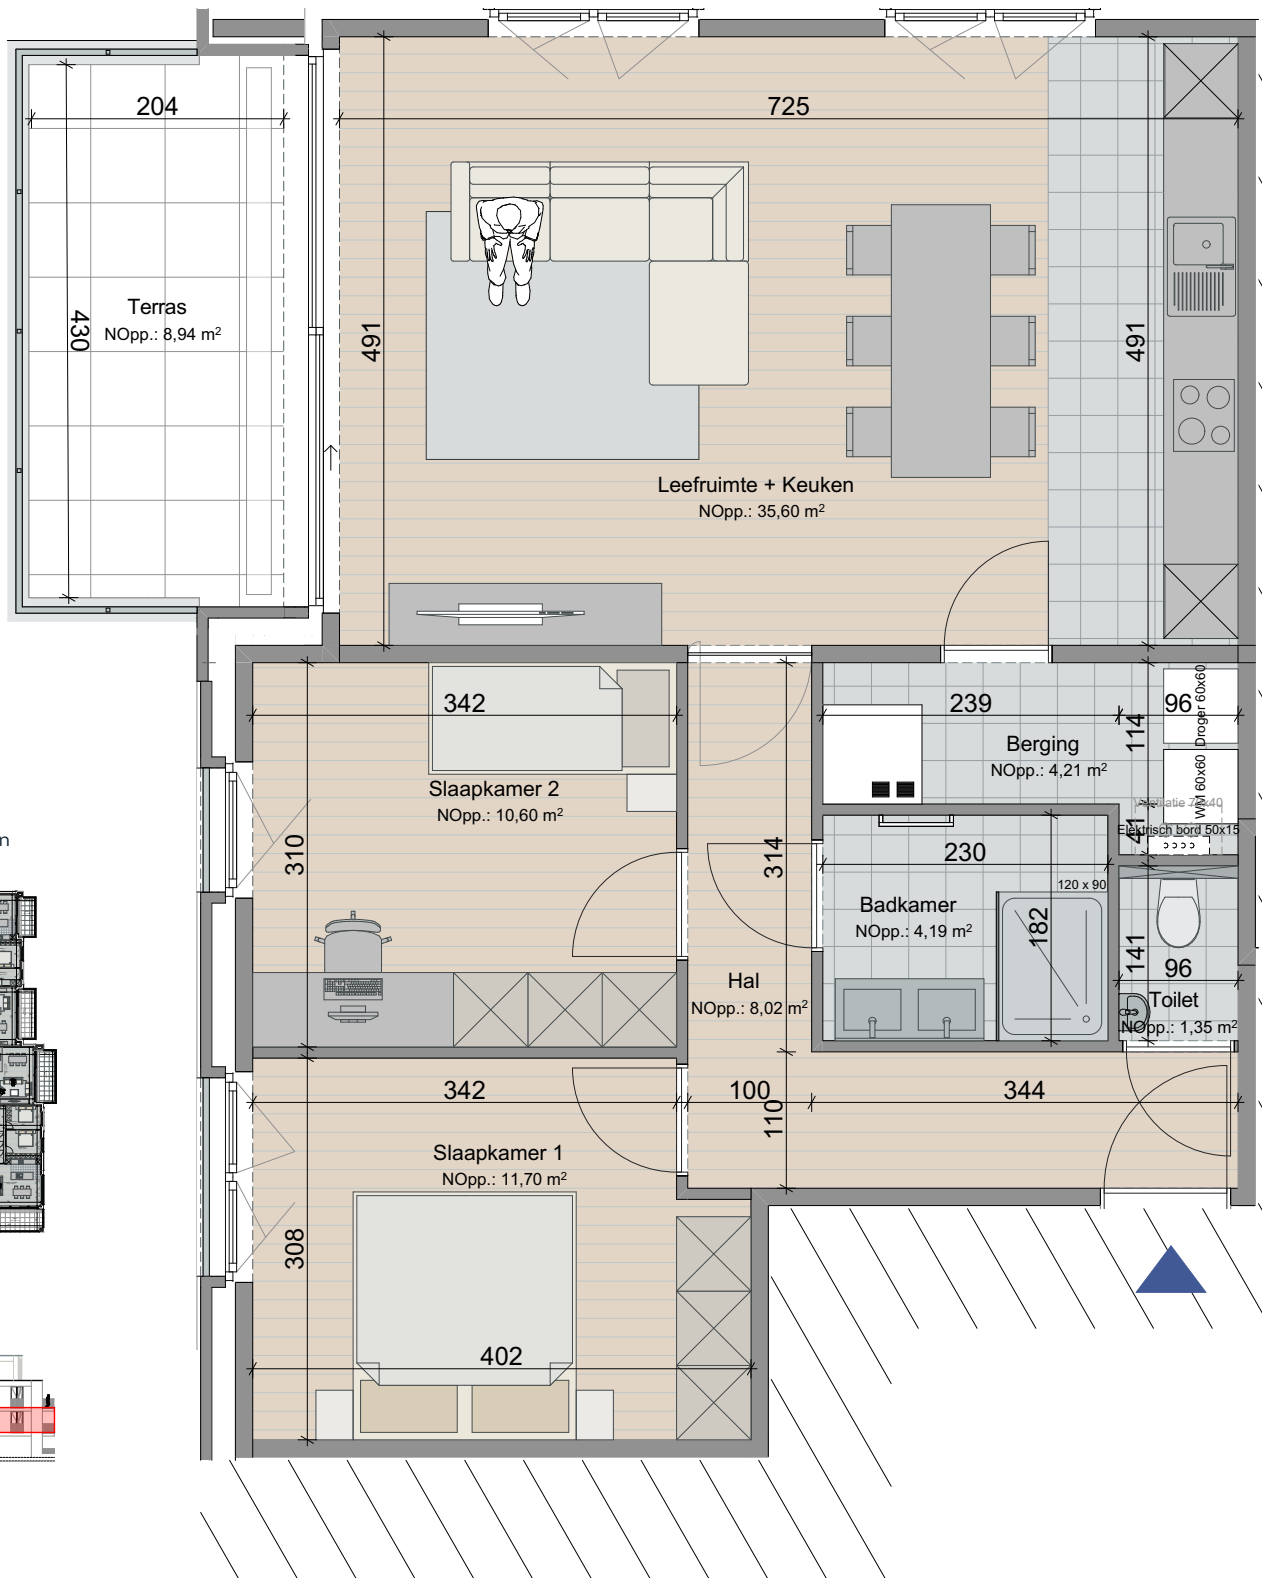 204
725
Terras
NOpp.: 8,94 m²
430
491
491
Leefruimte + Keuken
NOpp.: 35,60 m²
342
239
96
Droger 60x60
114
Berging
NOpp.: 4,21 m²
Slaapkamer 2
NOpp.: 10,60 m²
WM 60x60
Elektrisch bord 50x15
41
310
314
230
120 x 90
Badkamer
NOpp.: 4,19 m²
182
141
96
Hal
NOpp.: 8,02 m²
Toilet
NOpp.: 1,35 m²
342
100
110
344
Slaapkamer 1
NOpp.: 11,70 m²
308
402